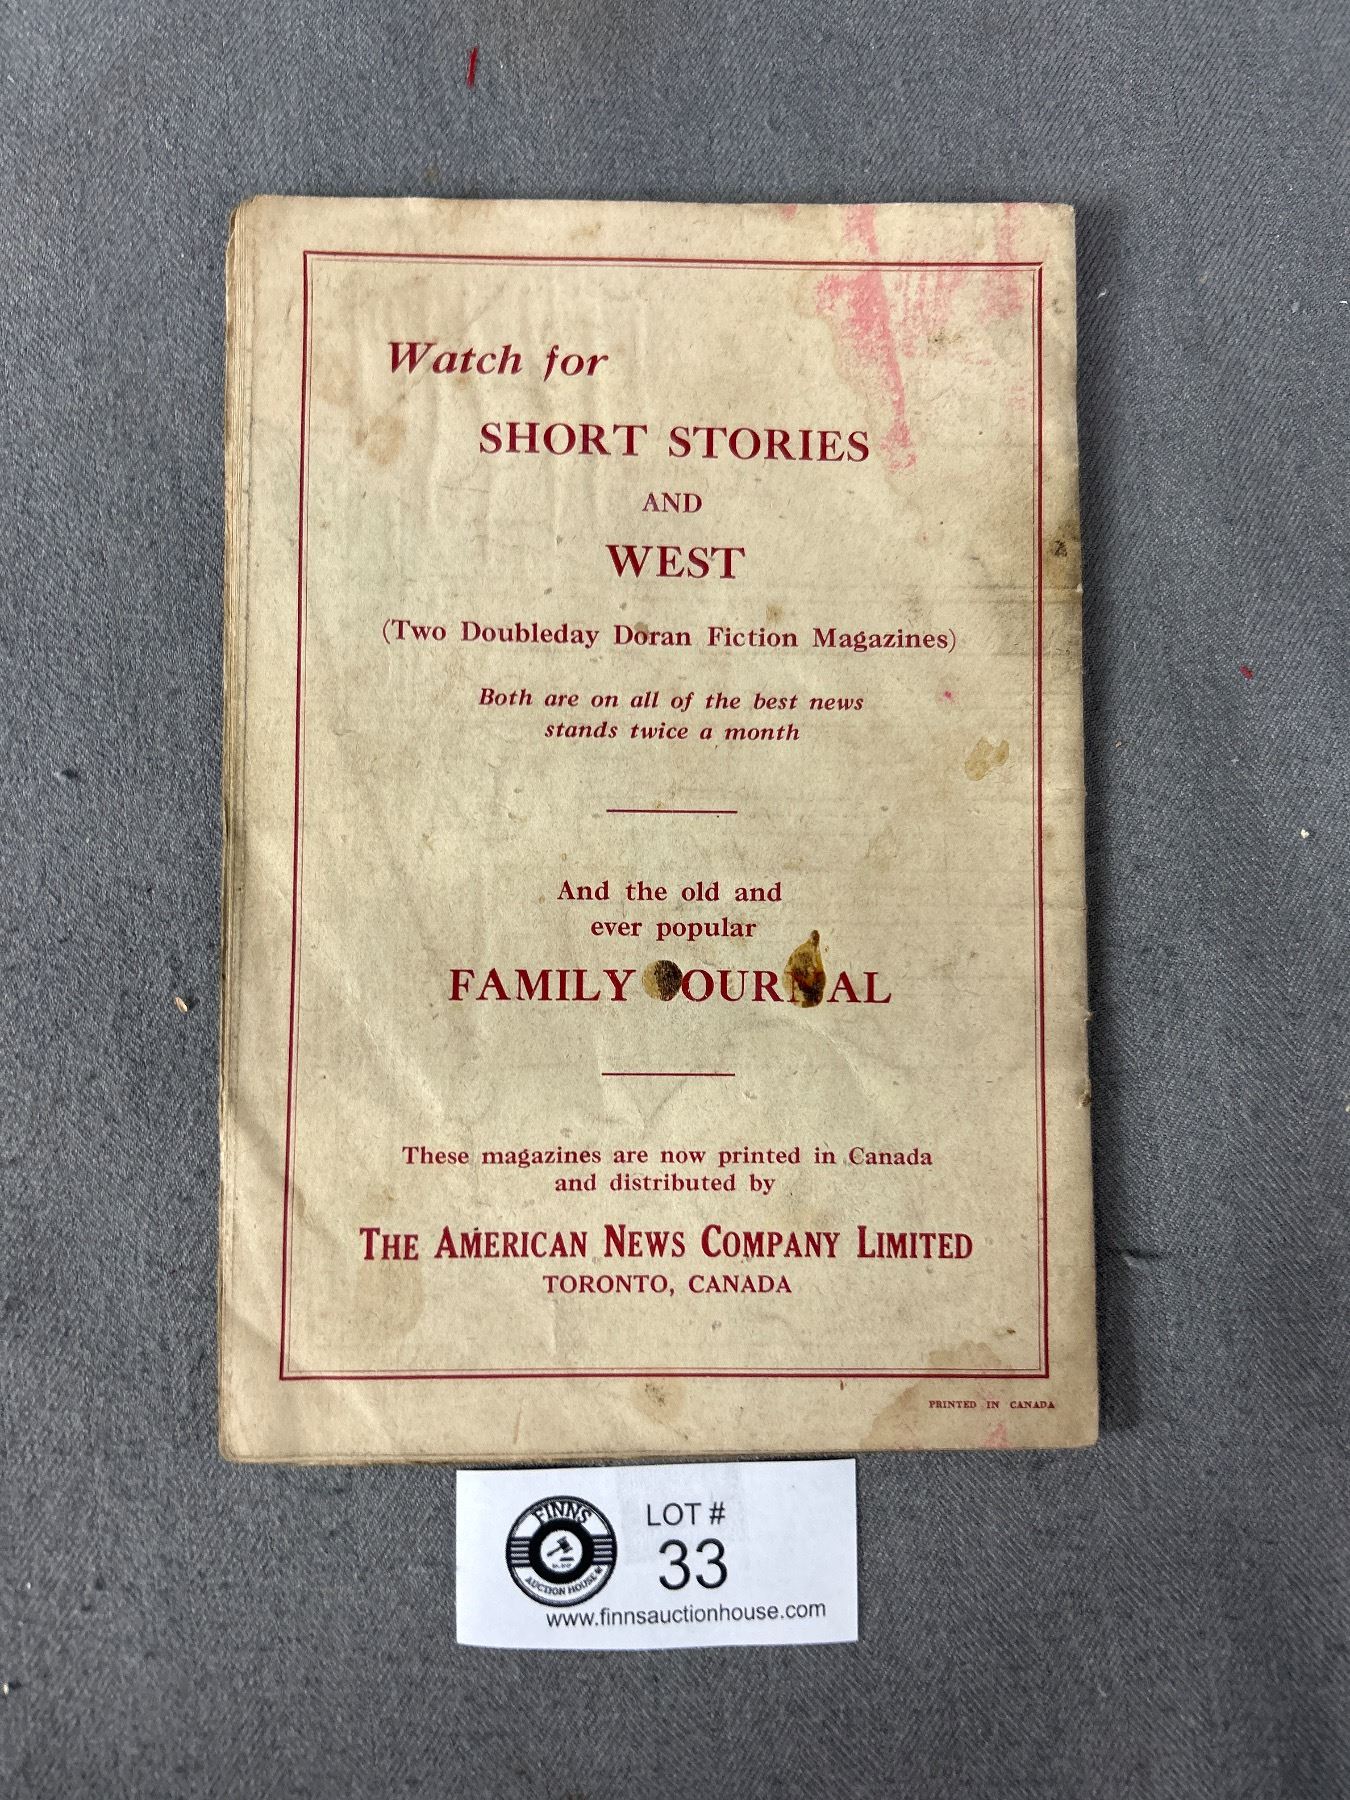 Watch for
SHORT STORIES
AND
WEST
(Two Doubleday Doran Fiction Magazines)
Both are on all of the best news
stands twice a month
And the old and
ever popular
FAMILY JOURNAL
These magazines are now printed in Canada
and distributed by
THE AMERICAN NEWS COMPANY LIMITED
TORONTO, CANADA
PRINTED IN CANADA
FINNS
AUCTION HOUSE
LOT #
33
www.finnsauctionhouse.com